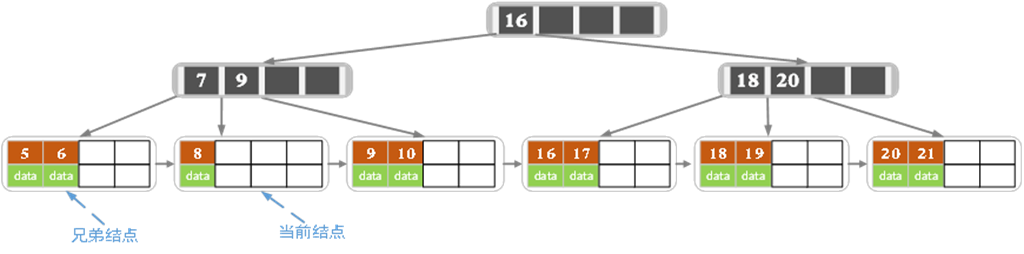 16
7 9
18 20
5 6
data data
8
data
9 10
data data
16 17
data data
18 19
data data
20 21
data data
兄弟结点
当前结点